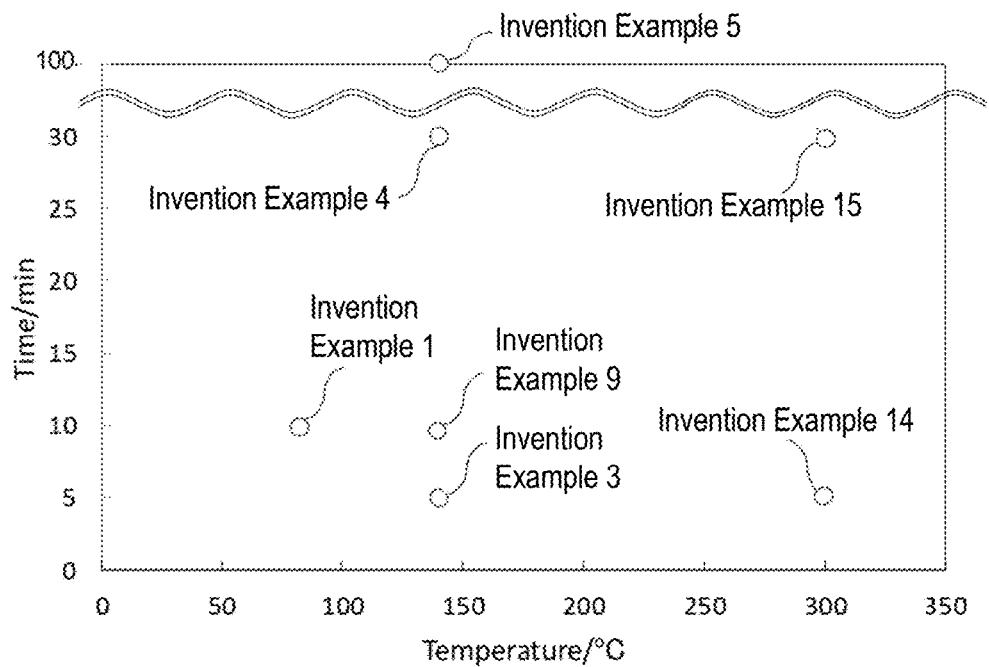 Invention Example 5
100
30
Invention Example 4
Invention Example 15
25
20
Invention
Example 1
Time/min
15
Invention
Example 9
10
Invention Example 14
Invention
Example 3
5
0
0 50 100 150 200 250 300 350
Temperature/°C